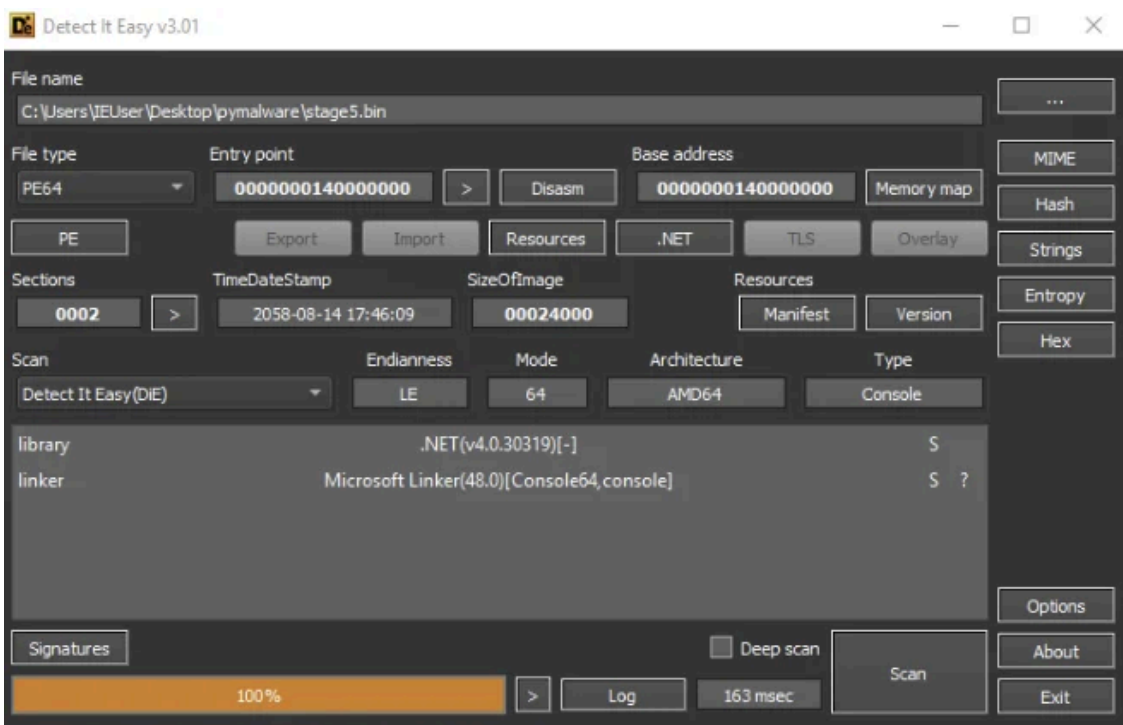 Detect It Easy v3.01
File name
C:\Users\IEUser\Desktop\pymalware\stage5.bin
...
File type Entry point Base address MIME
PE64 0000000140000000 > Disasm 0000000140000000 Memory map
Hash
PE Export Import Resources .NET TLS Overlay
Strings
Sections TimeDateStamp SizeOfImage Resources
Entropy
0002 > 2058-08-14 17:46:09 00024000 Manifest Version
Hex
Scan Endianness Mode Architecture Type
Detect It Easy(DiE) LE 64 AMD64 Console
library .NET(v4.0.30319)[-] S
linker Microsoft Linker(48.0)[Console64,console] S ?
Options
Signatures Deep scan Scan About
100% > Log 163 msec Exit